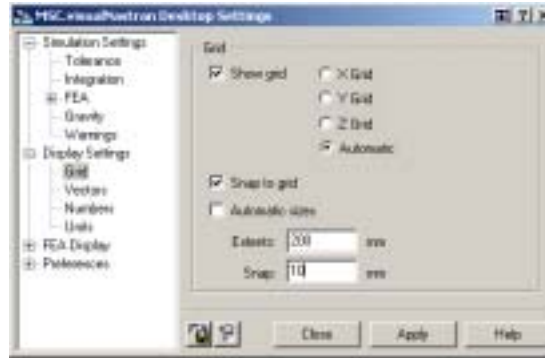 MSC.visualNastran Desktop Settings
Simulation Settings
Tolerance
Integration
FEA
Gravity
Warnings
Display Settings
Grid
Vectors
Numbers
Units
FEA Display
Preferences
Grid
Show grid
X Grid
Y Grid
Z Grid
Automatic
Snap to grid
Automatic sizes
Extents: 200 mm
Snap: 10 mm
Close Apply Help